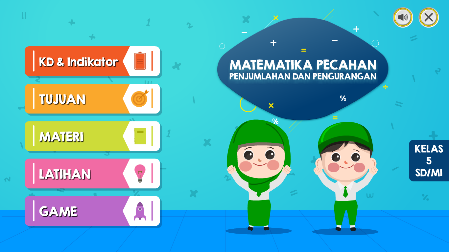 KD & Indikator
TUJUAN
MATERI
LATIHAN
GAME
MATEMATIKA PECAHAN
PENJUMLAHAN DAN PENGURANGAN
KELAS
5
SD/MI